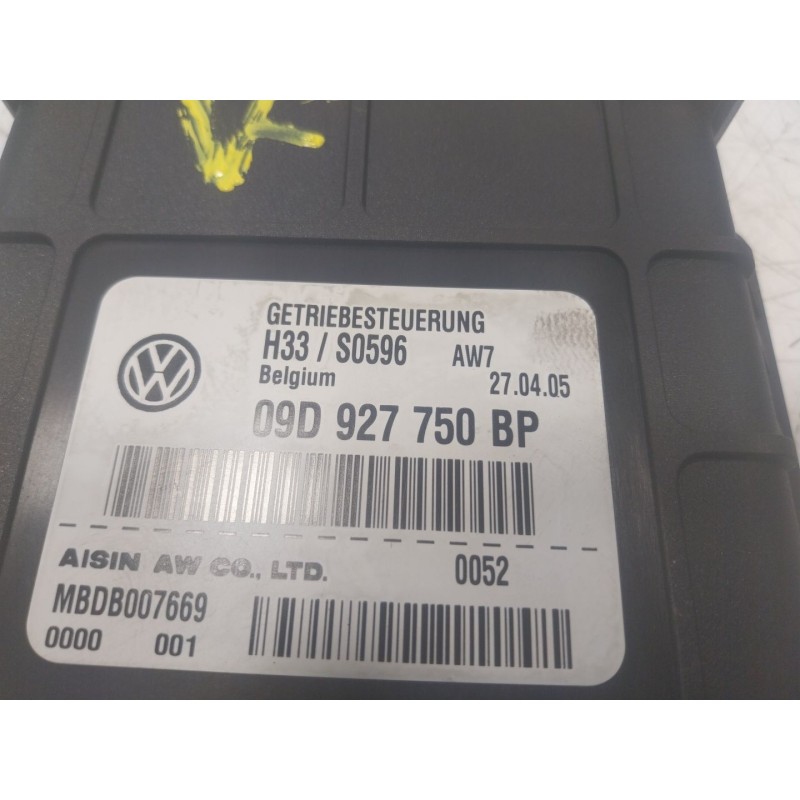 GETRIEBESTEUERUNG
H33 / S0596 AW7
Belgium 27.04.05
09D 927 750 BP
AISIN AW CO., LTD. 0052
MBDB007669
0000 001